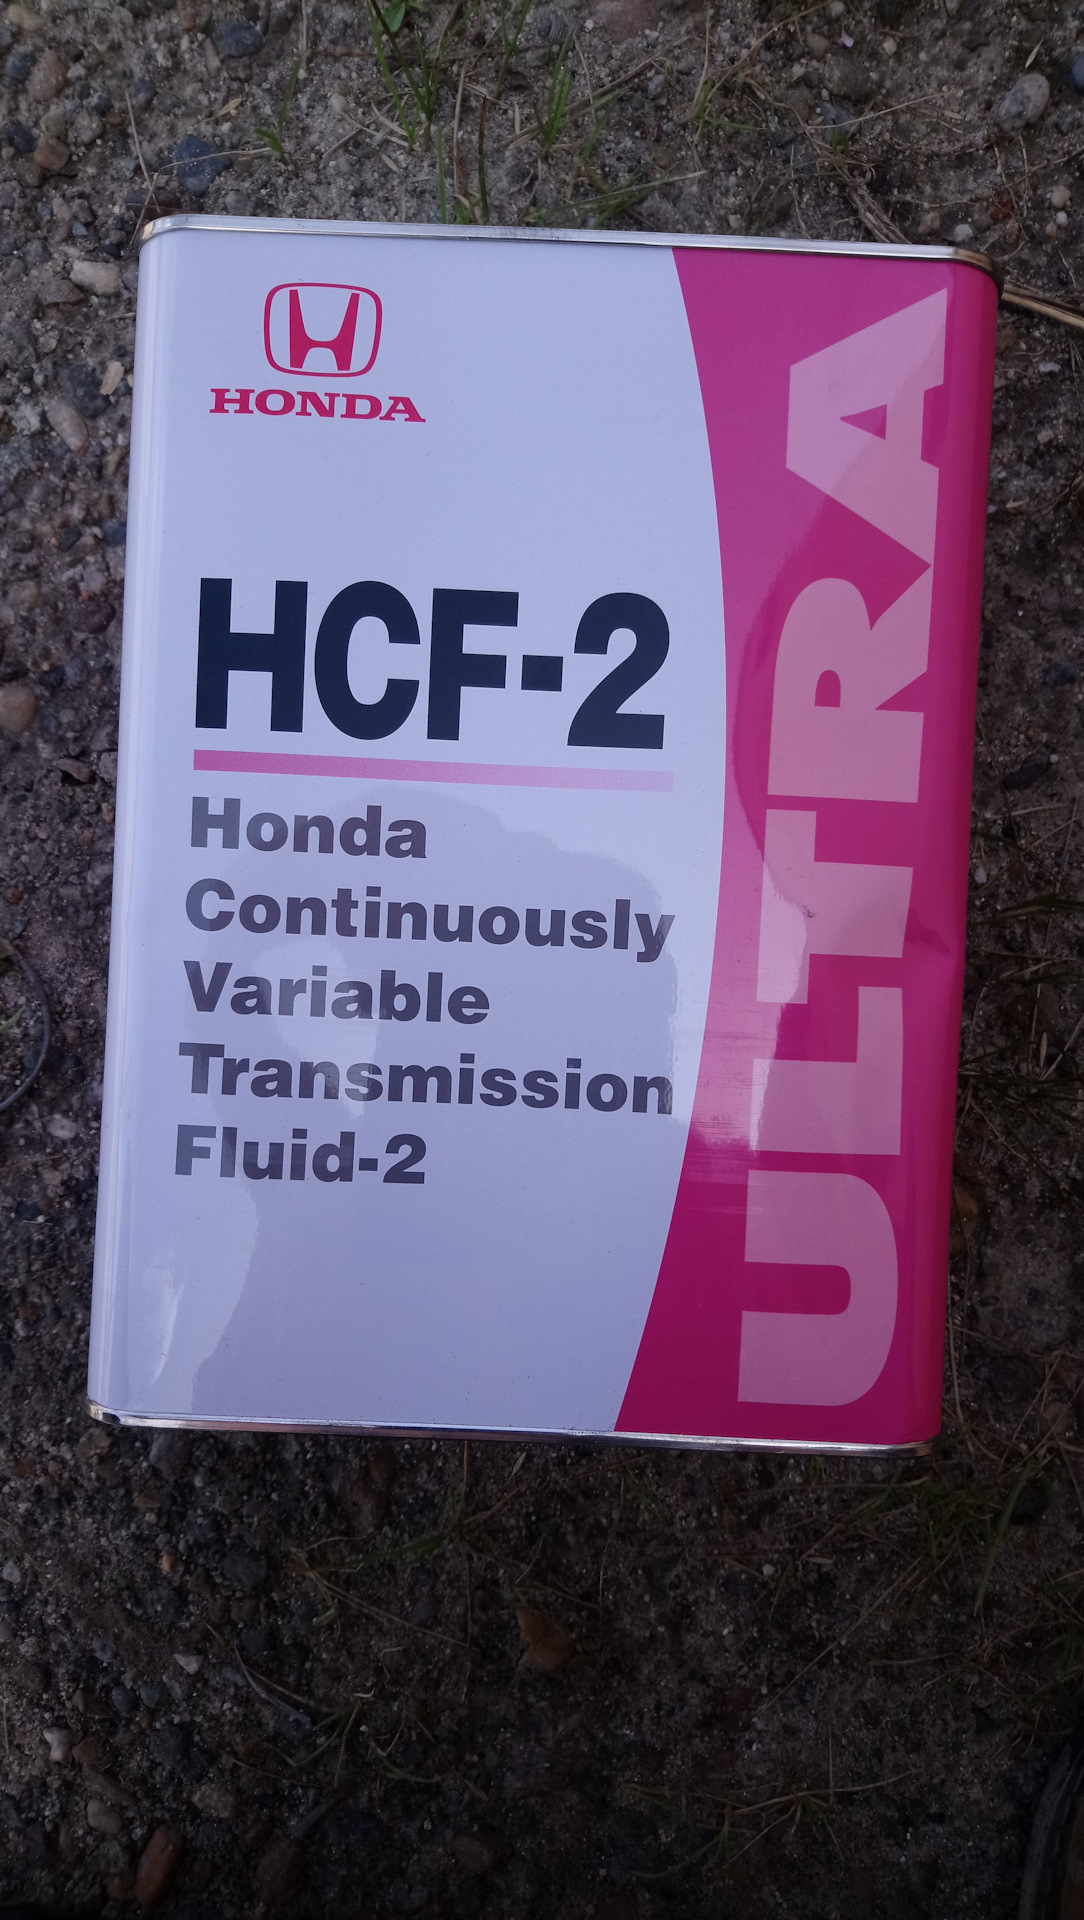 HONDA
HCF-2
Honda
Continuously
Variable
Transmission
Fluid-2
ULTRA